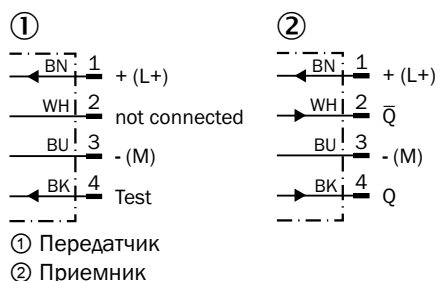 ①
BN 1 + (L+)
WH 2 not connected
BU 3 - (M)
BK 4 Test
②
BN 1 + (L+)
WH 2 Q̅
BU 3 - (M)
BK 4 Q
① Передатчик
② Приемник